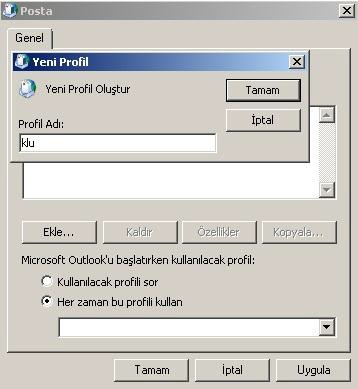 Posta
Genel
Yeni Profil
Yeni Profil Oluştur
Tamam
İptal
Profil Adı:
klu
Ekle...
Kaldır
Özellikler
Kopyala...
Microsoft Outlook'u başlatırken kullanılacak profil:
Kullanılacak profili sor
Her zaman bu profili kullan
Tamam
İptal
Uygula